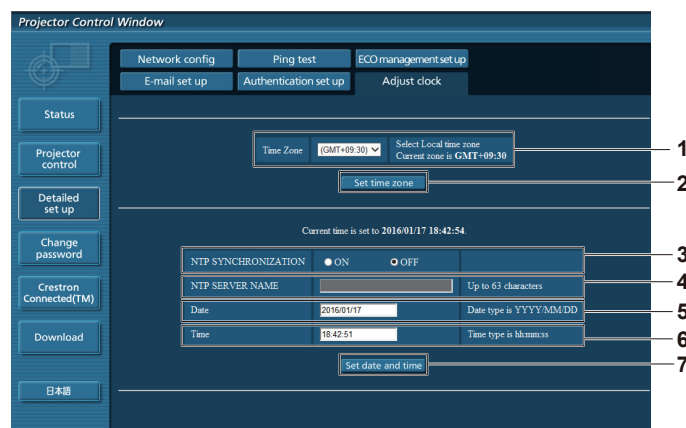 Projector Control Window
Network config
Ping test
ECO management set up
E-mail set up
Authentication set up
Adjust clock
Status
Projector
control
Detailed
set up
Change
password
Crestron
Connected(TM)
Download
日本語
Time Zone
(GMT+09:30)
Select Local time zone
Current zone is GMT+09:30
1
Set time zone
2
Current time is set to 2016/01/17 18:42:54.
NTP SYNCHRONIZATION
ON
OFF
3
NTP SERVER NAME
Up to 63 characters
4
Date
2016/01/17
Date type is YYYY/MM/DD
5
Time
18:42:51
Time type is hh:mm:ss
6
Set date and time
7